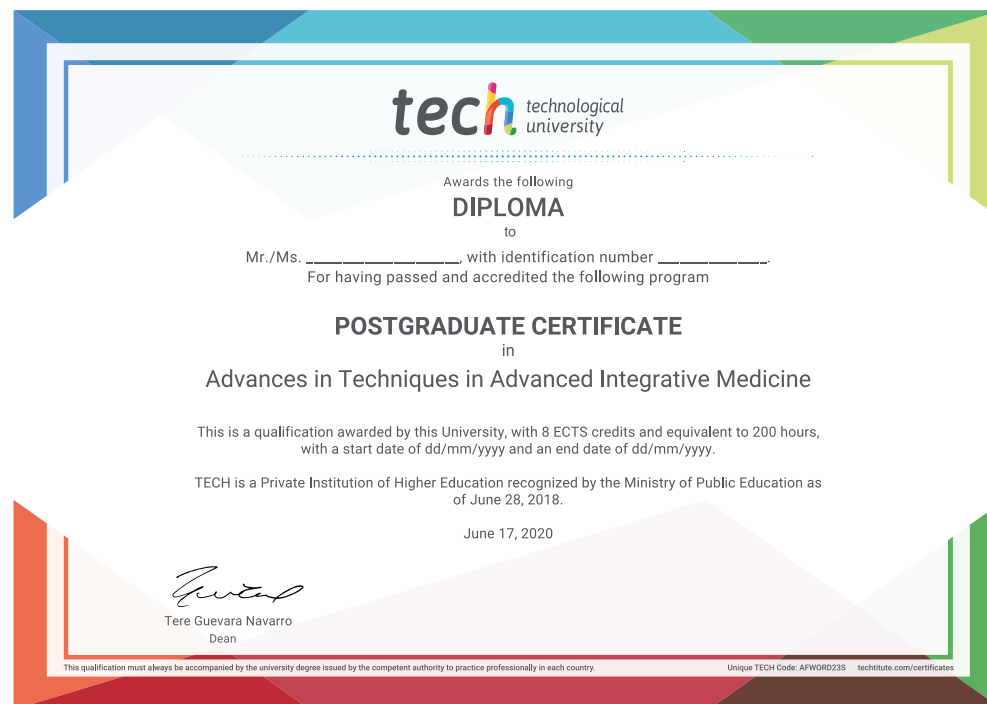 tech technological
university
Awards the following
DIPLOMA
to
Mr./Ms. ____________________, with identification number ______________.
For having passed and accredited the following program
POSTGRADUATE CERTIFICATE
in
Advances in Techniques in Advanced Integrative Medicine
This is a qualification awarded by this University, with 8 ECTS credits and equivalent to 200 hours,
with a start date of dd/mm/yyyy and an end date of dd/mm/yyyy.
TECH is a Private Institution of Higher Education recognized by the Ministry of Public Education as
of June 28, 2018.
June 17, 2020
Tere Guevara Navarro
Dean
This qualification must always be accompanied by the university degree issued by the competent authority to practice professionally in each country. Unique TECH Code: AFWORD23S techtitute.com/certificates